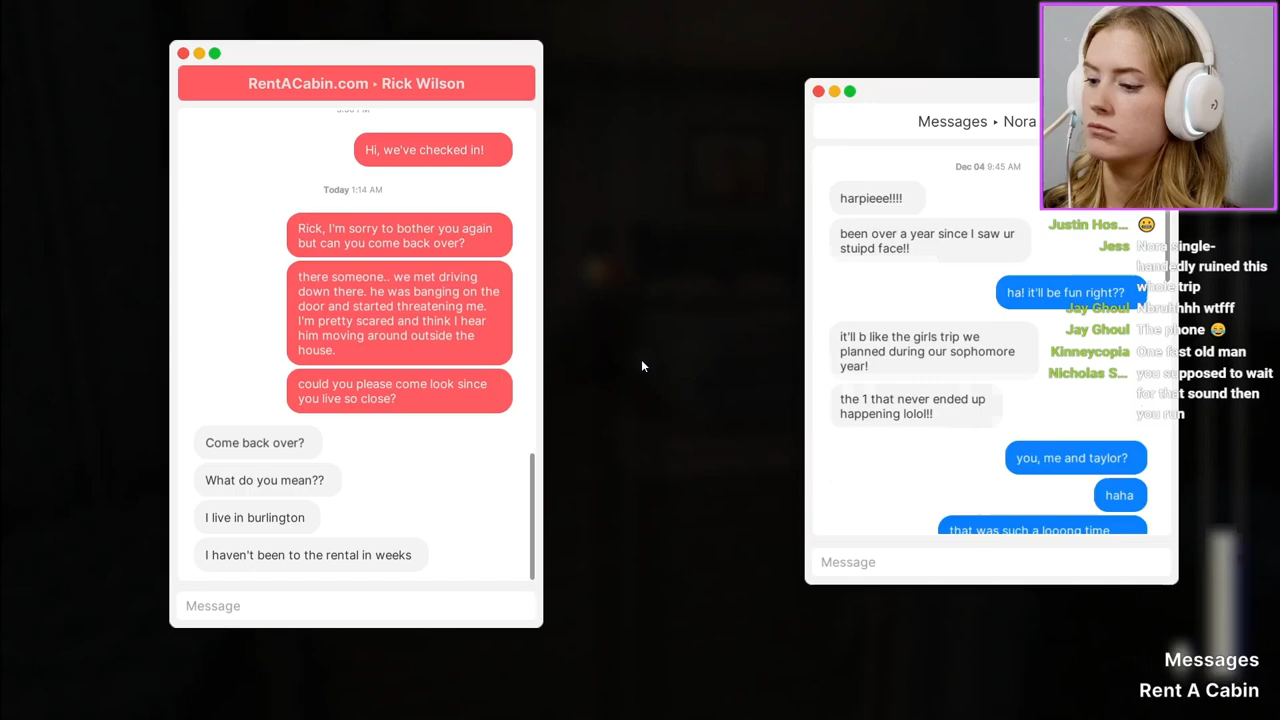 RentACabin.com ‣ Rick Wilson
Hi, we've checked in!
Today 1:14 AM
Rick, I'm sorry to bother you again
but can you come back over?
there someone.. we met driving
down there. he was banging on the
door and started threatening me.
I'm pretty scared and think I hear
him moving around outside the
house.
could you please come look since
you live so close?
Come back over?
What do you mean??
I live in burlington
I haven't been to the rental in weeks
Message
Messages ‣ Nora
Dec 04 9:45 AM
harpieee!!!!
been over a year since I saw ur
stuipd face!!
ha! it'll be fun right??
it'll b like the girls trip we
planned during our sophomore
year!
the 1 that never ended up
happening lolol!!
you, me and taylor?
haha
that was such a looong time
Message
Justin Hos... 😬
Jess Nora single-
handedly ruined this
whole trip
Jay Ghoul Nbruhhhh wtfff
Jay Ghoul The phone 😂
Kinneycopia One fast old man
Nicholas S... you supposed to wait
for that sound then
you run
Messages
Rent A Cabin